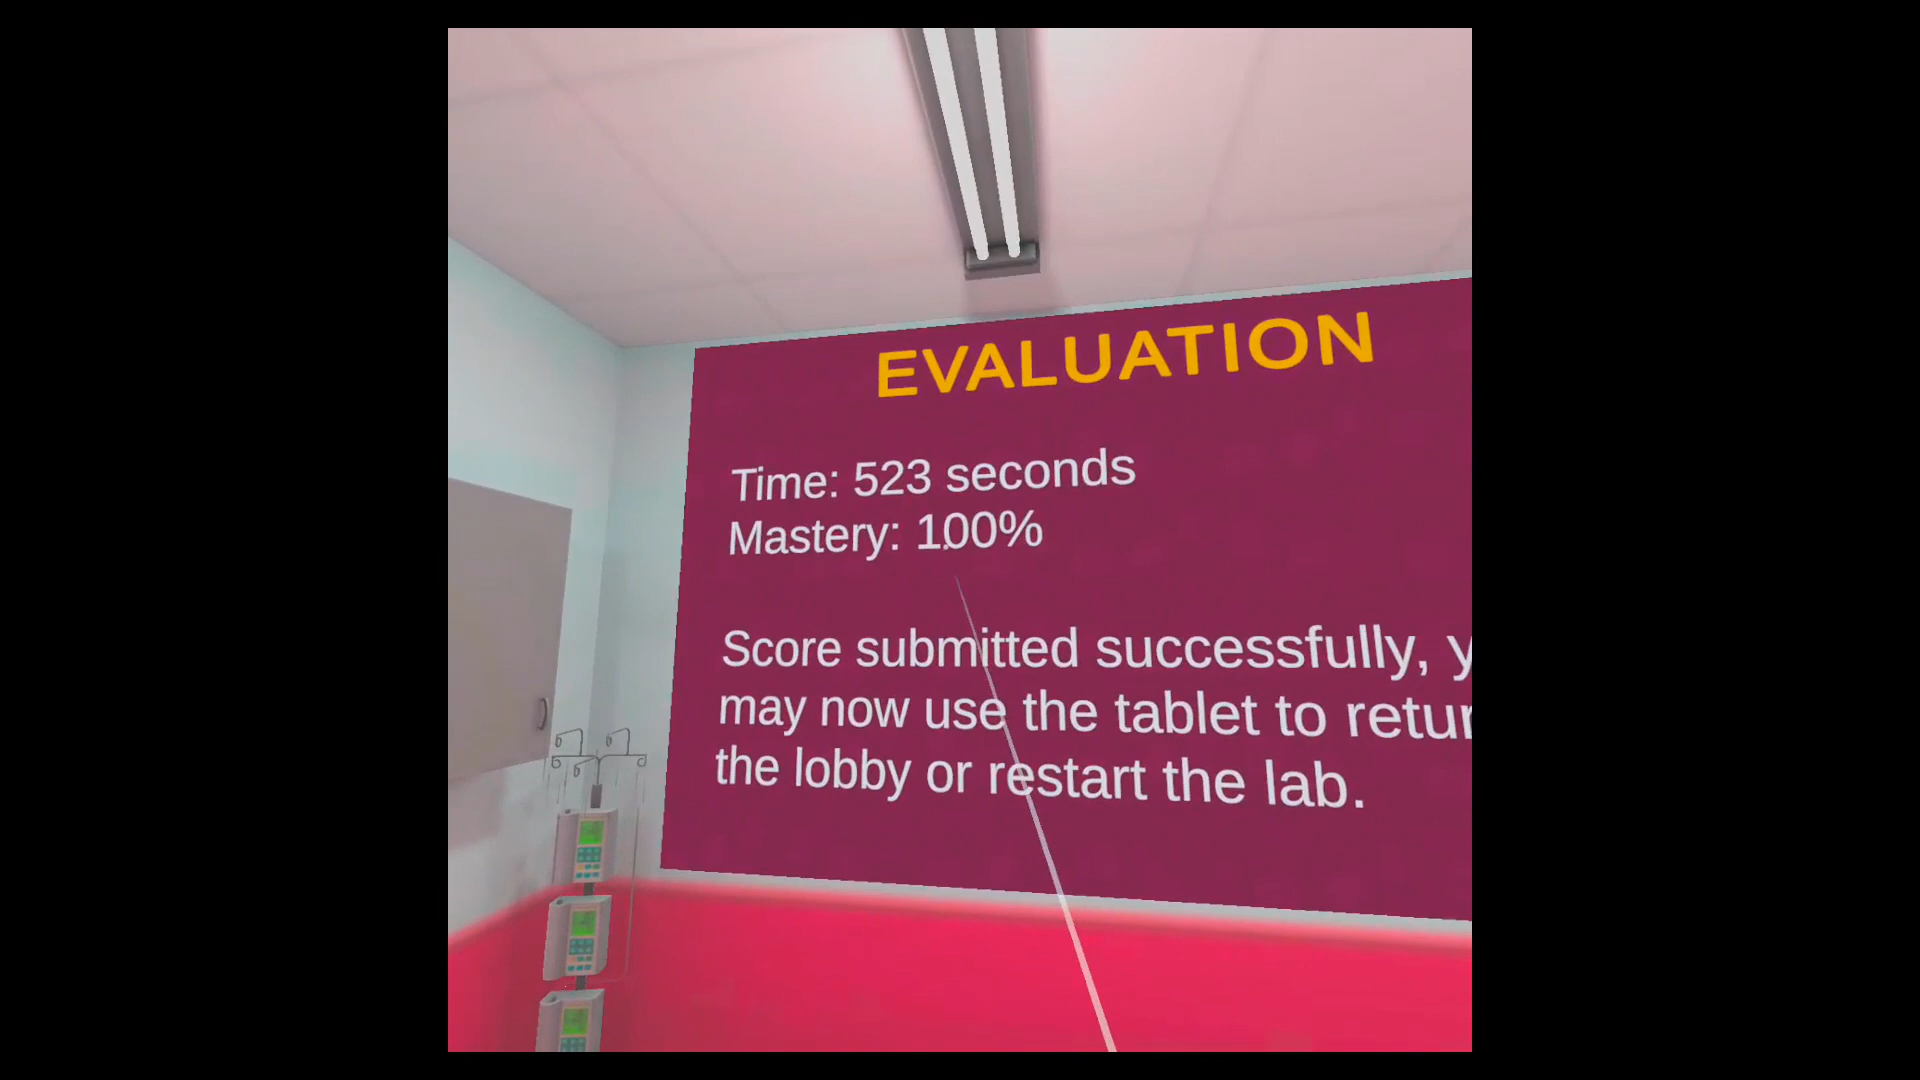 EVALUATION
Time: 523 seconds
Mastery: 100%
Score submitted successfully, y
may now use the tablet to retur
the lobby or restart the lab.